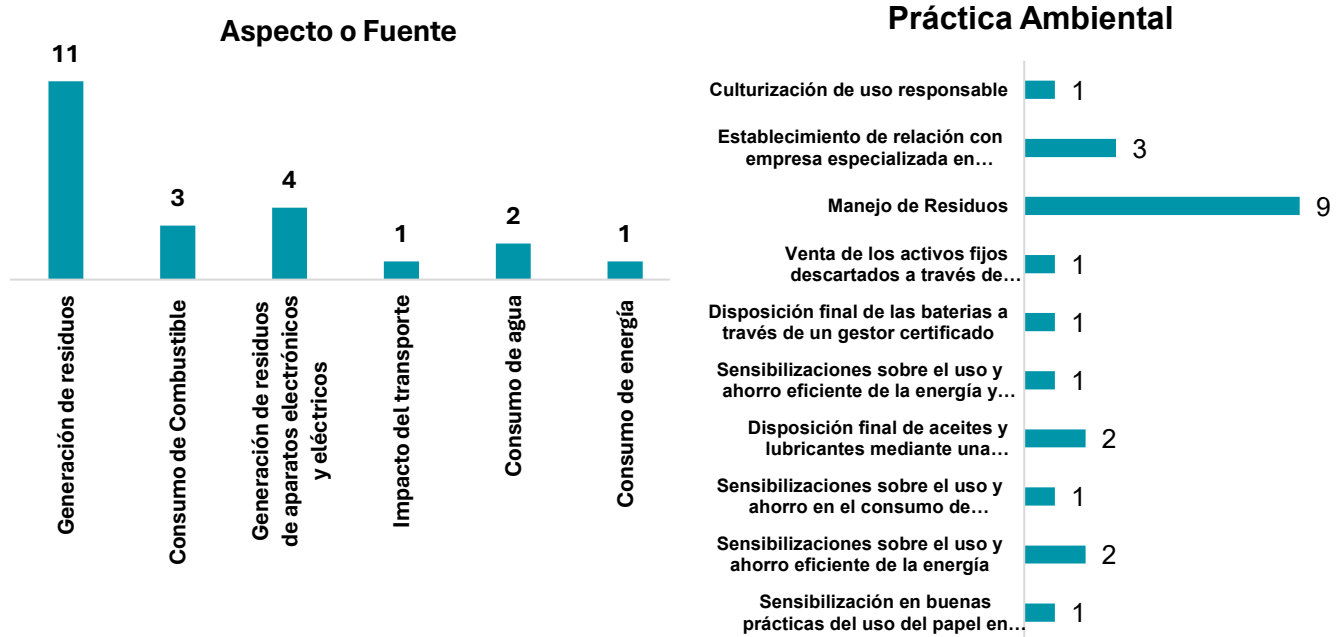 Aspecto o Fuente
11
3
4
1
2
1
Generación de residuos
Consumo de Combustible
Generación de residuos
de aparatos electrónicos
y eléctricos
Impacto del transporte
Consumo de agua
Consumo de energía
Práctica Ambiental
Culturización de uso responsable
1
Establecimiento de relación con
empresa especializada en…
3
Manejo de Residuos
9
Venta de los activos fijos
descartados a través de…
1
Disposición final de las baterias a
través de un gestor certificado
1
Sensibilizaciones sobre el uso y
ahorro eficiente de la energía y…
1
Disposición final de aceites y
lubricantes mediante una…
2
Sensibilizaciones sobre el uso y
ahorro en el consumo de…
1
Sensibilizaciones sobre el uso y
ahorro eficiente de la energía
2
Sensibilización en buenas
prácticas del uso del papel en…
1